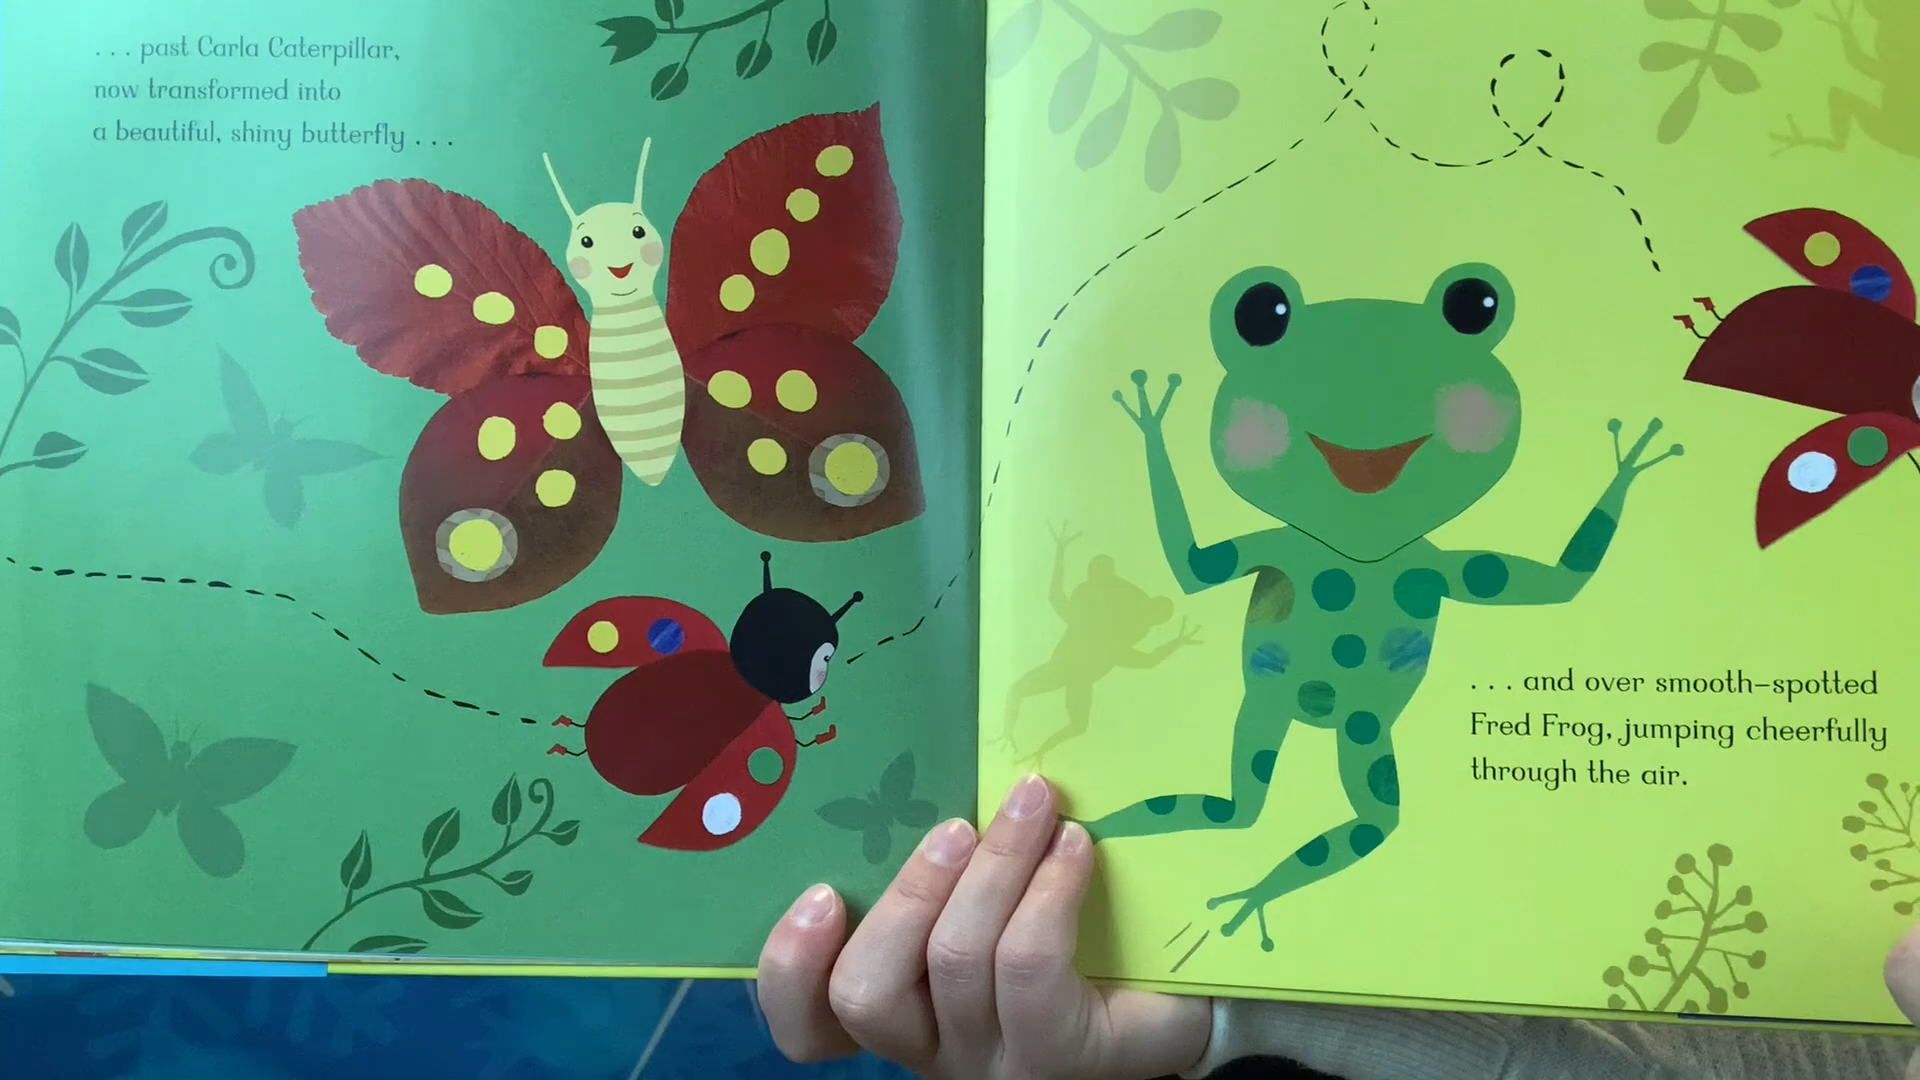 . . . past Carla Caterpillar,
now transformed into
a beautiful, shiny butterfly . . .
. . . and over smooth-spotted
Fred Frog, jumping cheerfully
through the air.